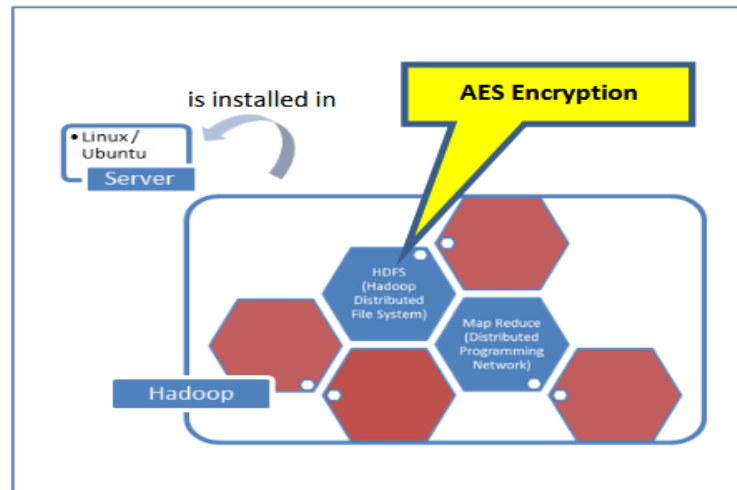 is installed in
AES Encryption
• Linux /
Ubuntu
Server
HDFS
(Hadoop
Distributed
File System)
Map Reduce
(Distributed
Programming
Network)
Hadoop